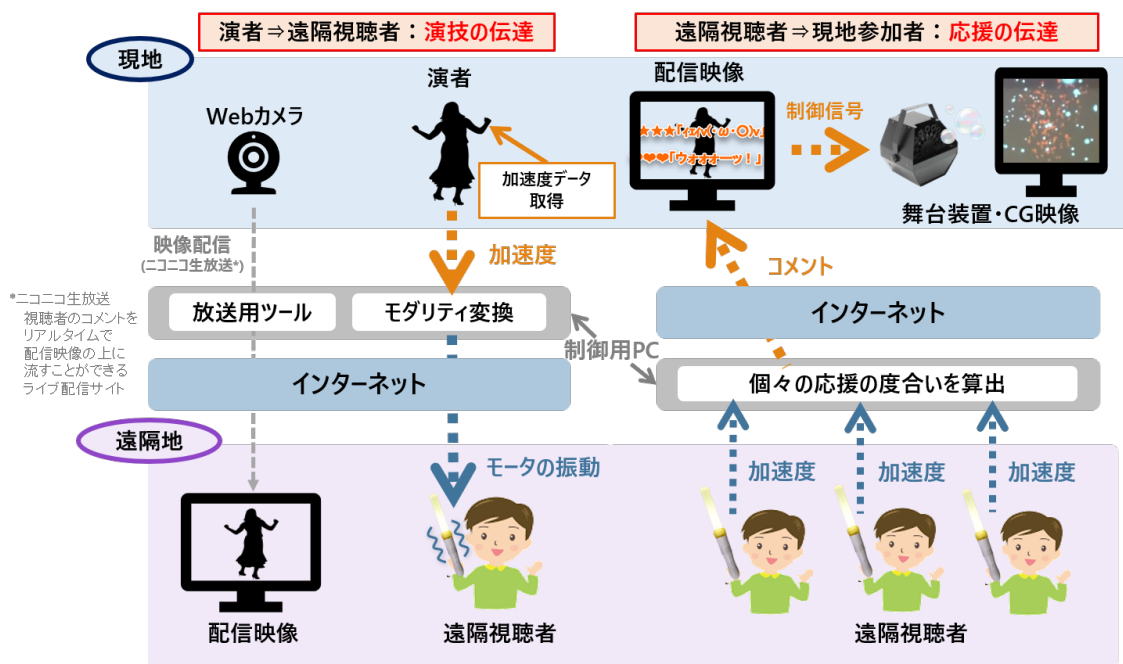 演者⇒遠隔視聴者：演技の伝達
遠隔視聴者⇒現地参加者：応援の伝達
現地
Webカメラ
演者
加速度データ
取得
配信映像
★★★「ｲｪｲヽ(・ω・○)v」
❤❤「ウォォォーッ！」
制御信号
舞台装置・CG映像
映像配信
(ニコニコ生放送*)
加速度
コメント
*ニコニコ生放送
視聴者のコメントを
リアルタイムで
配信映像の上に
流すことができる
ライブ配信サイト
放送用ツール
モダリティ変換
インターネット
制御用PC
インターネット
個々の応援の度合いを算出
遠隔地
モータの振動
加速度
加速度
加速度
配信映像
遠隔視聴者
遠隔視聴者